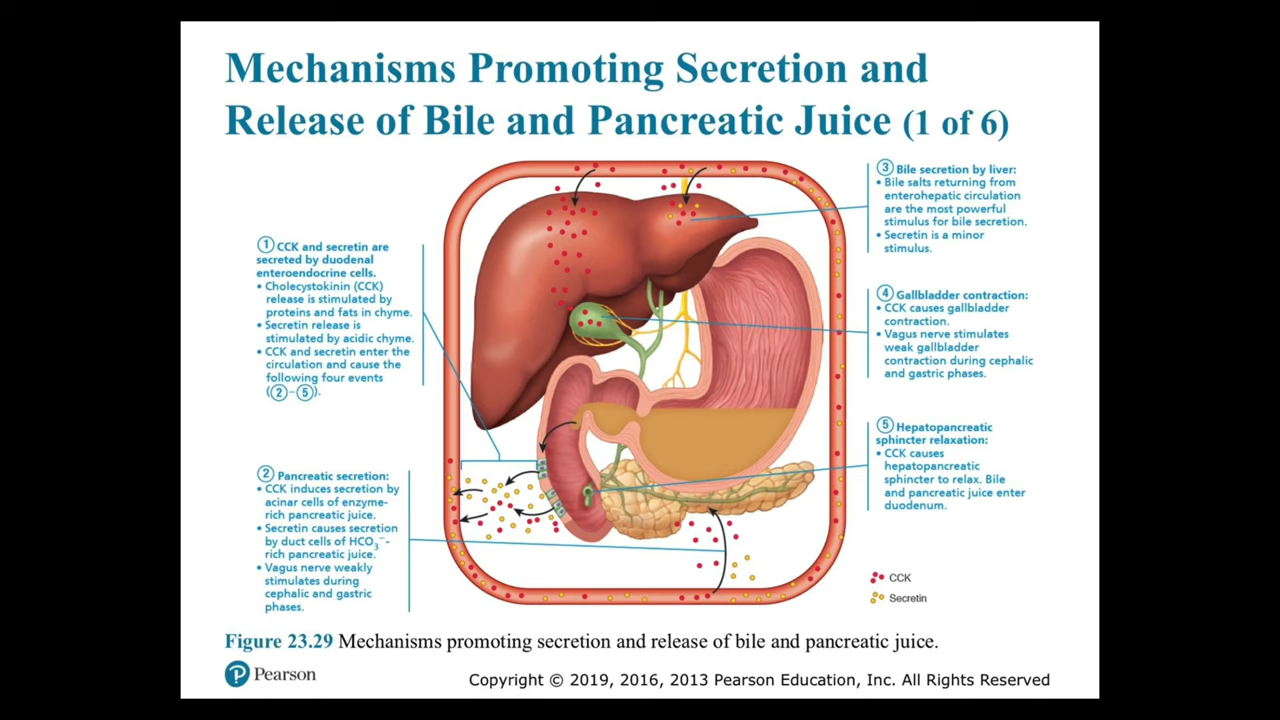 Mechanisms Promoting Secretion and
Release of Bile and Pancreatic Juice (1 of 6)
① CCK and secretin are
secreted by duodenal
enteroendocrine cells.
• Cholecystokinin (CCK)
release is stimulated by
proteins and fats in chyme.
• Secretin release is
stimulated by acidic chyme.
• CCK and secretin enter the
circulation and cause the
following four events
(②–⑤).
② Pancreatic secretion:
• CCK induces secretion by
acinar cells of enzyme-
rich pancreatic juice.
• Secretin causes secretion
by duct cells of HCO₃⁻-
rich pancreatic juice.
• Vagus nerve weakly
stimulates during
cephalic and gastric
phases.
③ Bile secretion by liver:
• Bile salts returning from
enterohepatic circulation
are the most powerful
stimulus for bile secretion.
• Secretin is a minor
stimulus.
④ Gallbladder contraction:
• CCK causes gallbladder
contraction.
• Vagus nerve stimulates
weak gallbladder
contraction during cephalic
and gastric phases.
⑤ Hepatopancreatic
sphincter relaxation:
• CCK causes
hepatopancreatic
sphincter to relax. Bile
and pancreatic juice enter
duodenum.
CCK
Secretin
Figure 23.29 Mechanisms promoting secretion and release of bile and pancreatic juice.
P Pearson
Copyright © 2019, 2016, 2013 Pearson Education, Inc. All Rights Reserved